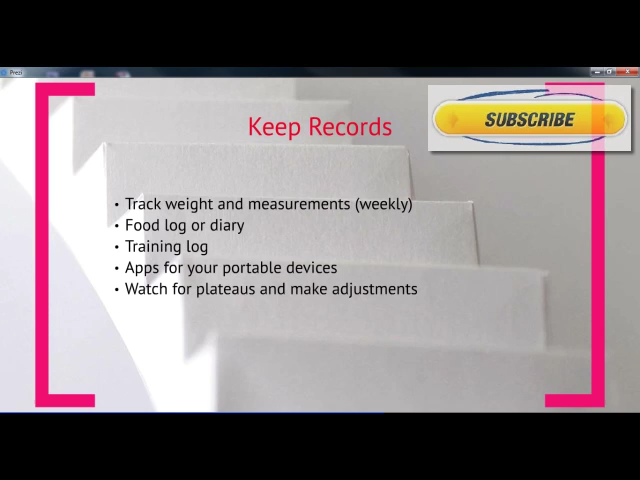 Prezi
SUBSCRIBE
Keep Records
• Track weight and measurements (weekly)
• Food log or diary
• Training log
• Apps for your portable devices
• Watch for plateaus and make adjustments